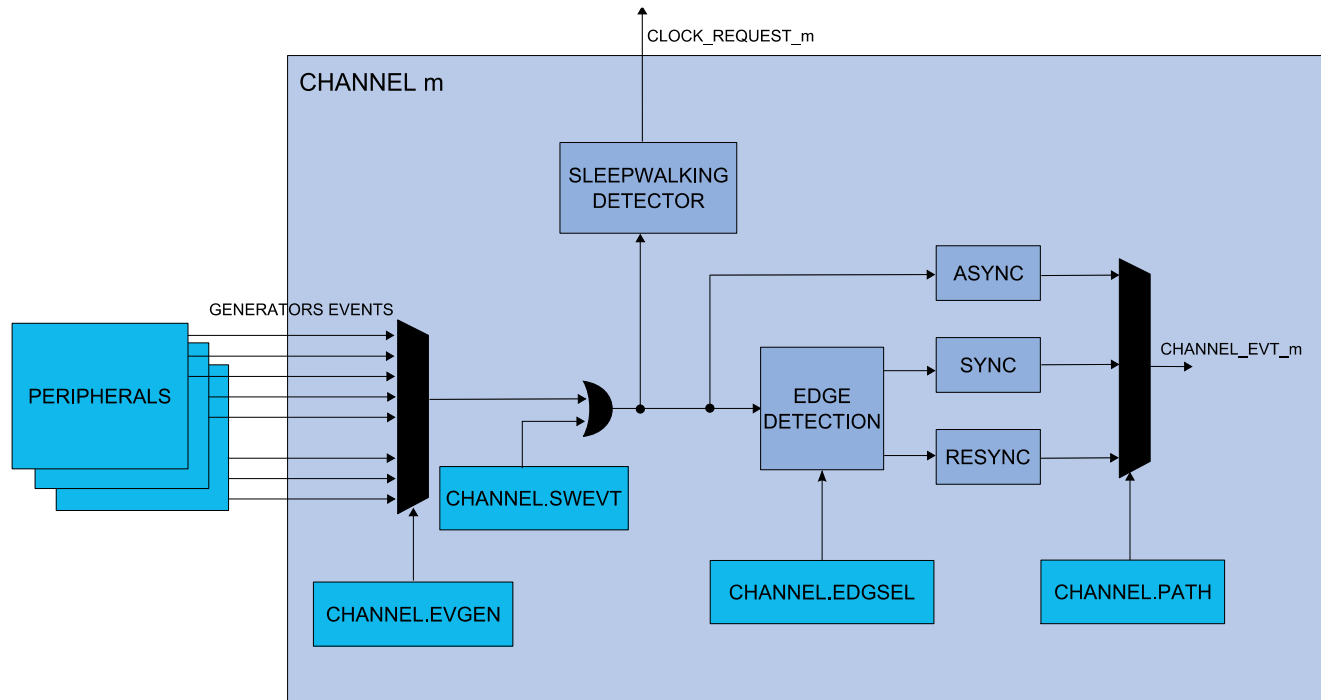 CLOCK_REQUEST_m
CHANNEL m
SLEEPWALKING
DETECTOR
ASYNC
GENERATORS EVENTS
CHANNEL_EVT_m
PERIPHERALS
EDGE
DETECTION
SYNC
RESYNC
CHANNEL.SWEVT
CHANNEL.EVGEN
CHANNEL.EDGSEL
CHANNEL.PATH